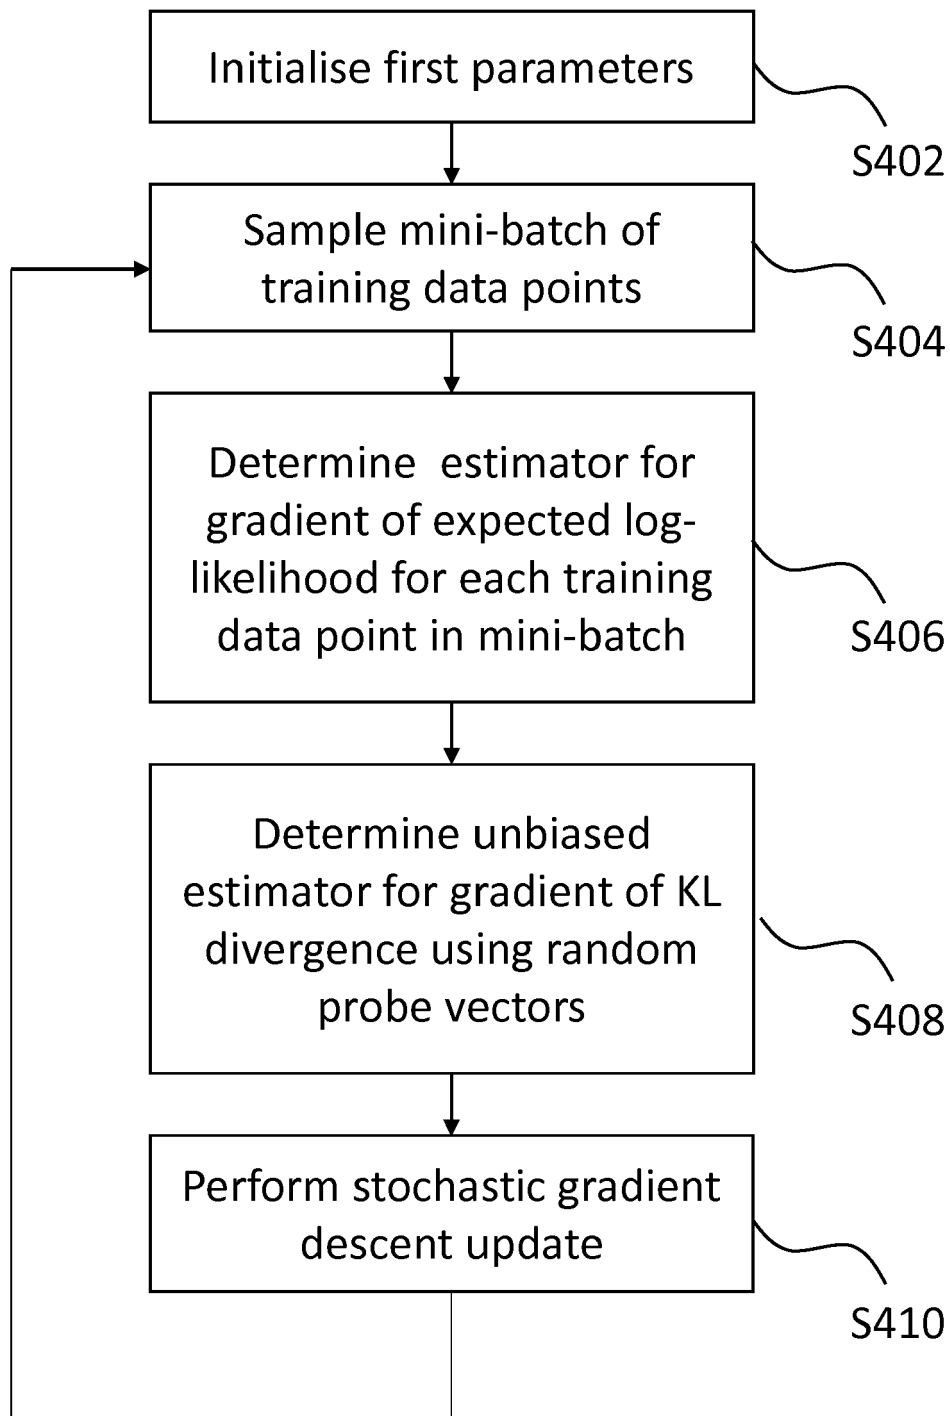 Initialise first parameters
S402
Sample mini-batch of
training data points
S404
Determine estimator for
gradient of expected log-
likelihood for each training
data point in mini-batch
S406
Determine unbiased
estimator for gradient of KL
divergence using random
probe vectors
S408
Perform stochastic gradient
descent update
S410